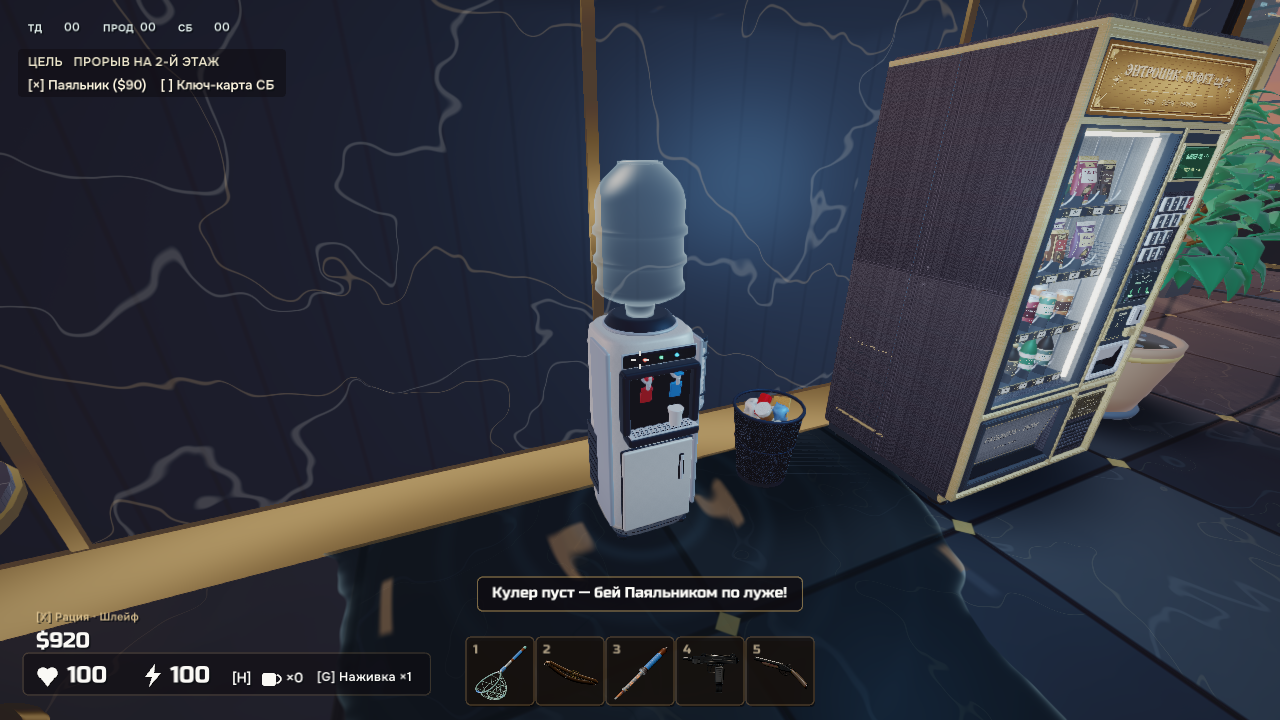 ТД 00 ПРОД 00 СБ 00
ЦЕЛЬ ПРОРЫВ НА 2-Й ЭТАЖ
[×] Паяльник ($90) [ ] Ключ-карта СБ
Кулер пуст — бей Паяльником по луже!
[X] Рация · Шлейф
$920
100 100 [H] ×0 [G] Наживка ×1
1 2 3 4 5